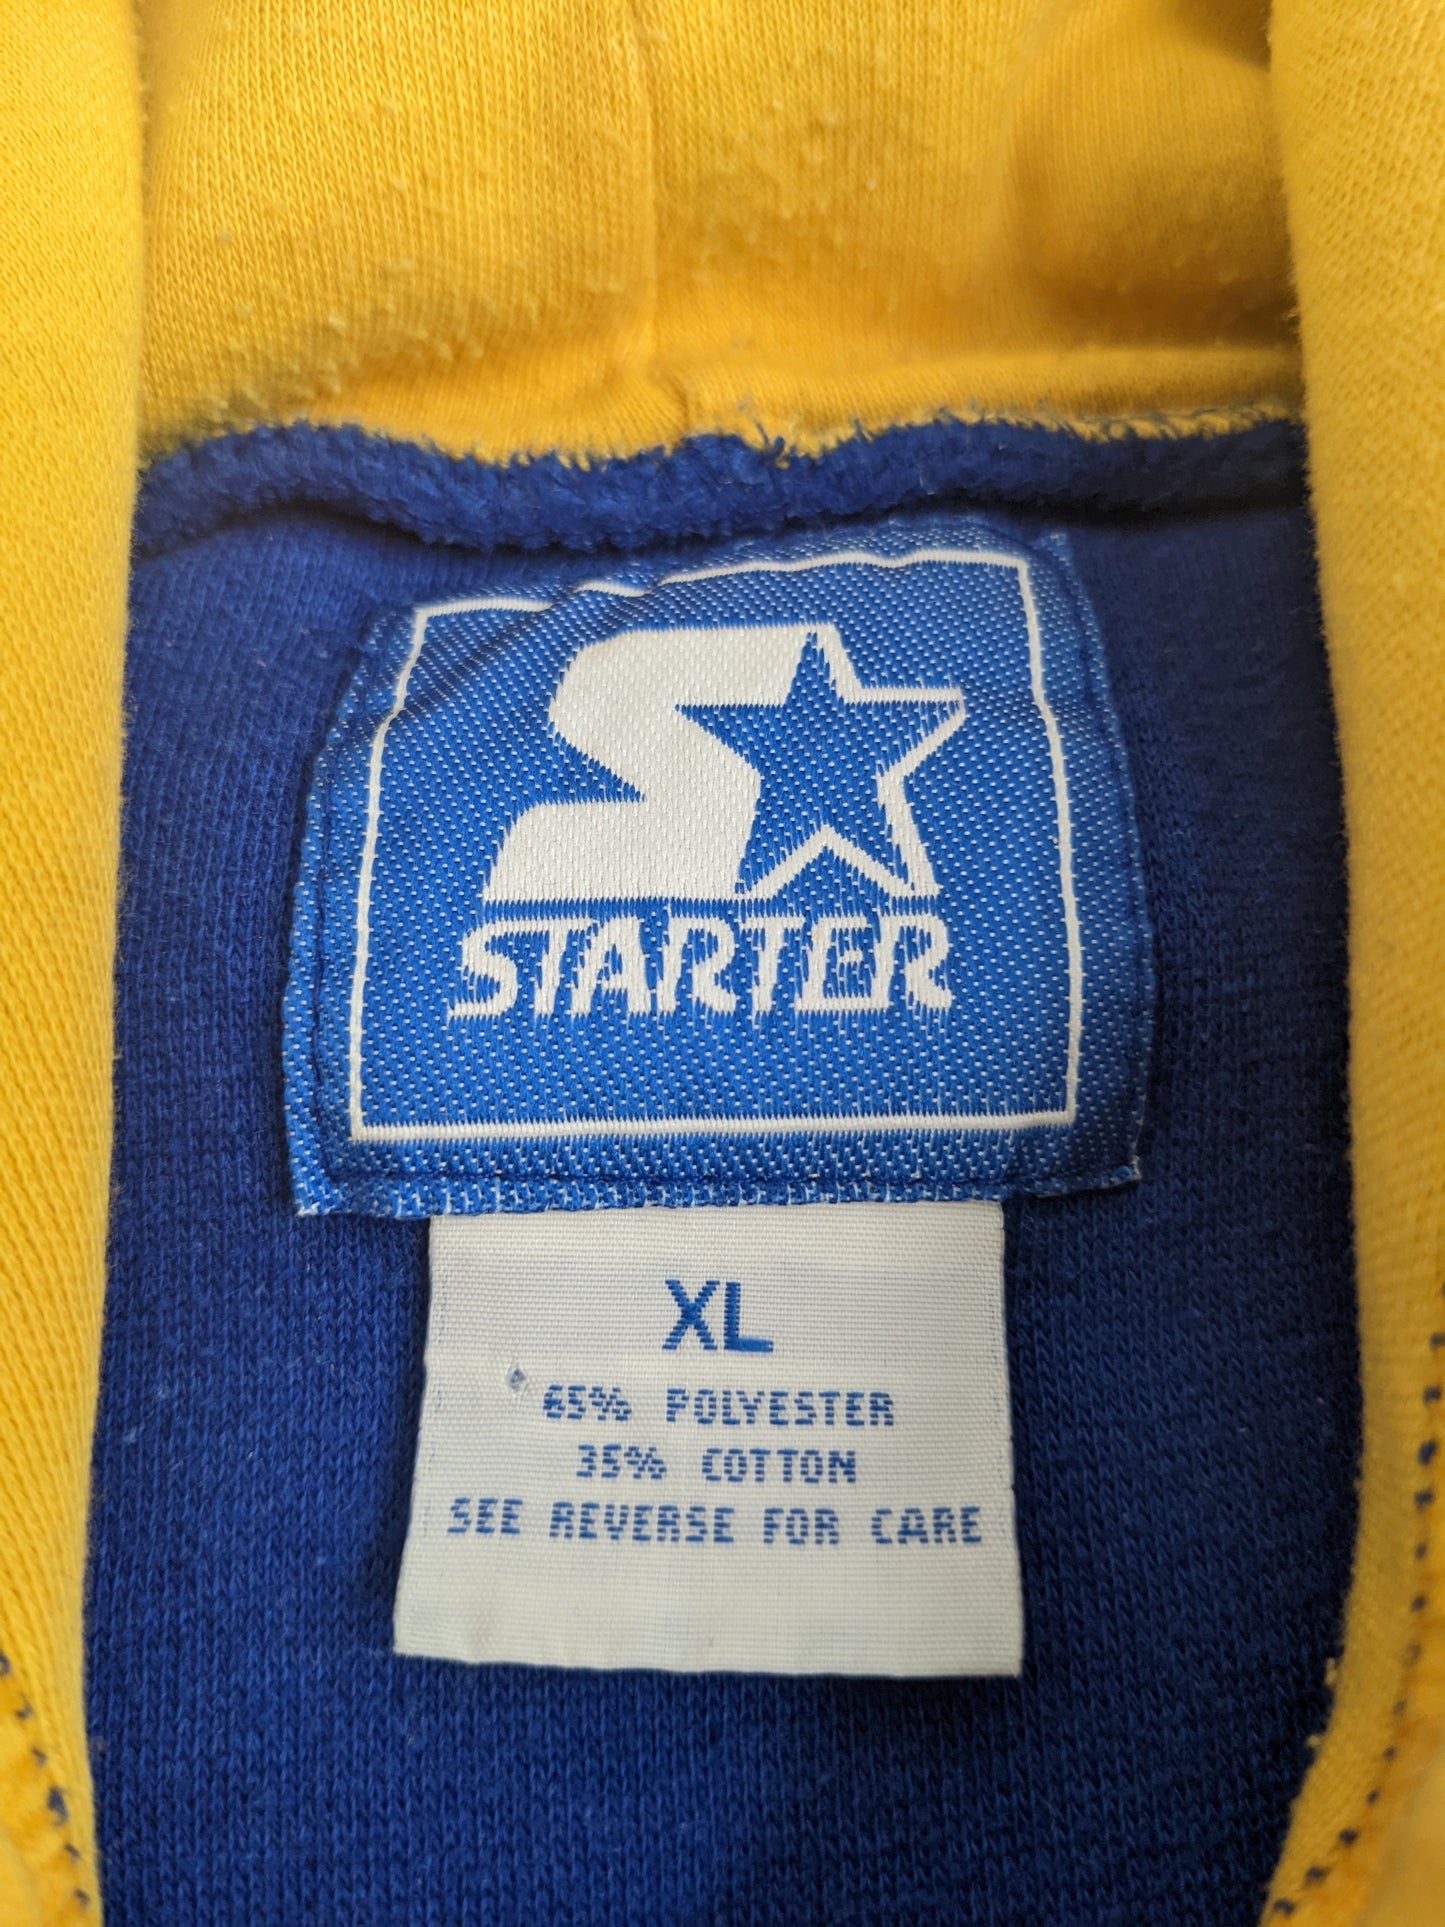 STARTER
XL
65% POLYESTER
35% COTTON
SEE REVERSE FOR CARE